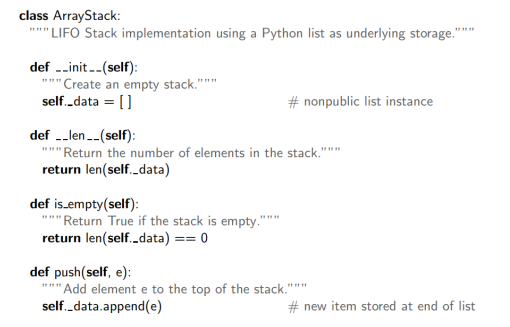 class ArrayStack:
"""LIFO Stack implementation using a Python list as underlying storage."""
def __init__(self):
"""Create an empty stack."""
self._data = [ ] # nonpublic list instance
def __len__(self):
"""Return the number of elements in the stack."""
return len(self._data)
def is_empty(self):
"""Return True if the stack is empty."""
return len(self._data) == 0
def push(self, e):
"""Add element e to the top of the stack."""
self._data.append(e) # new item stored at end of list